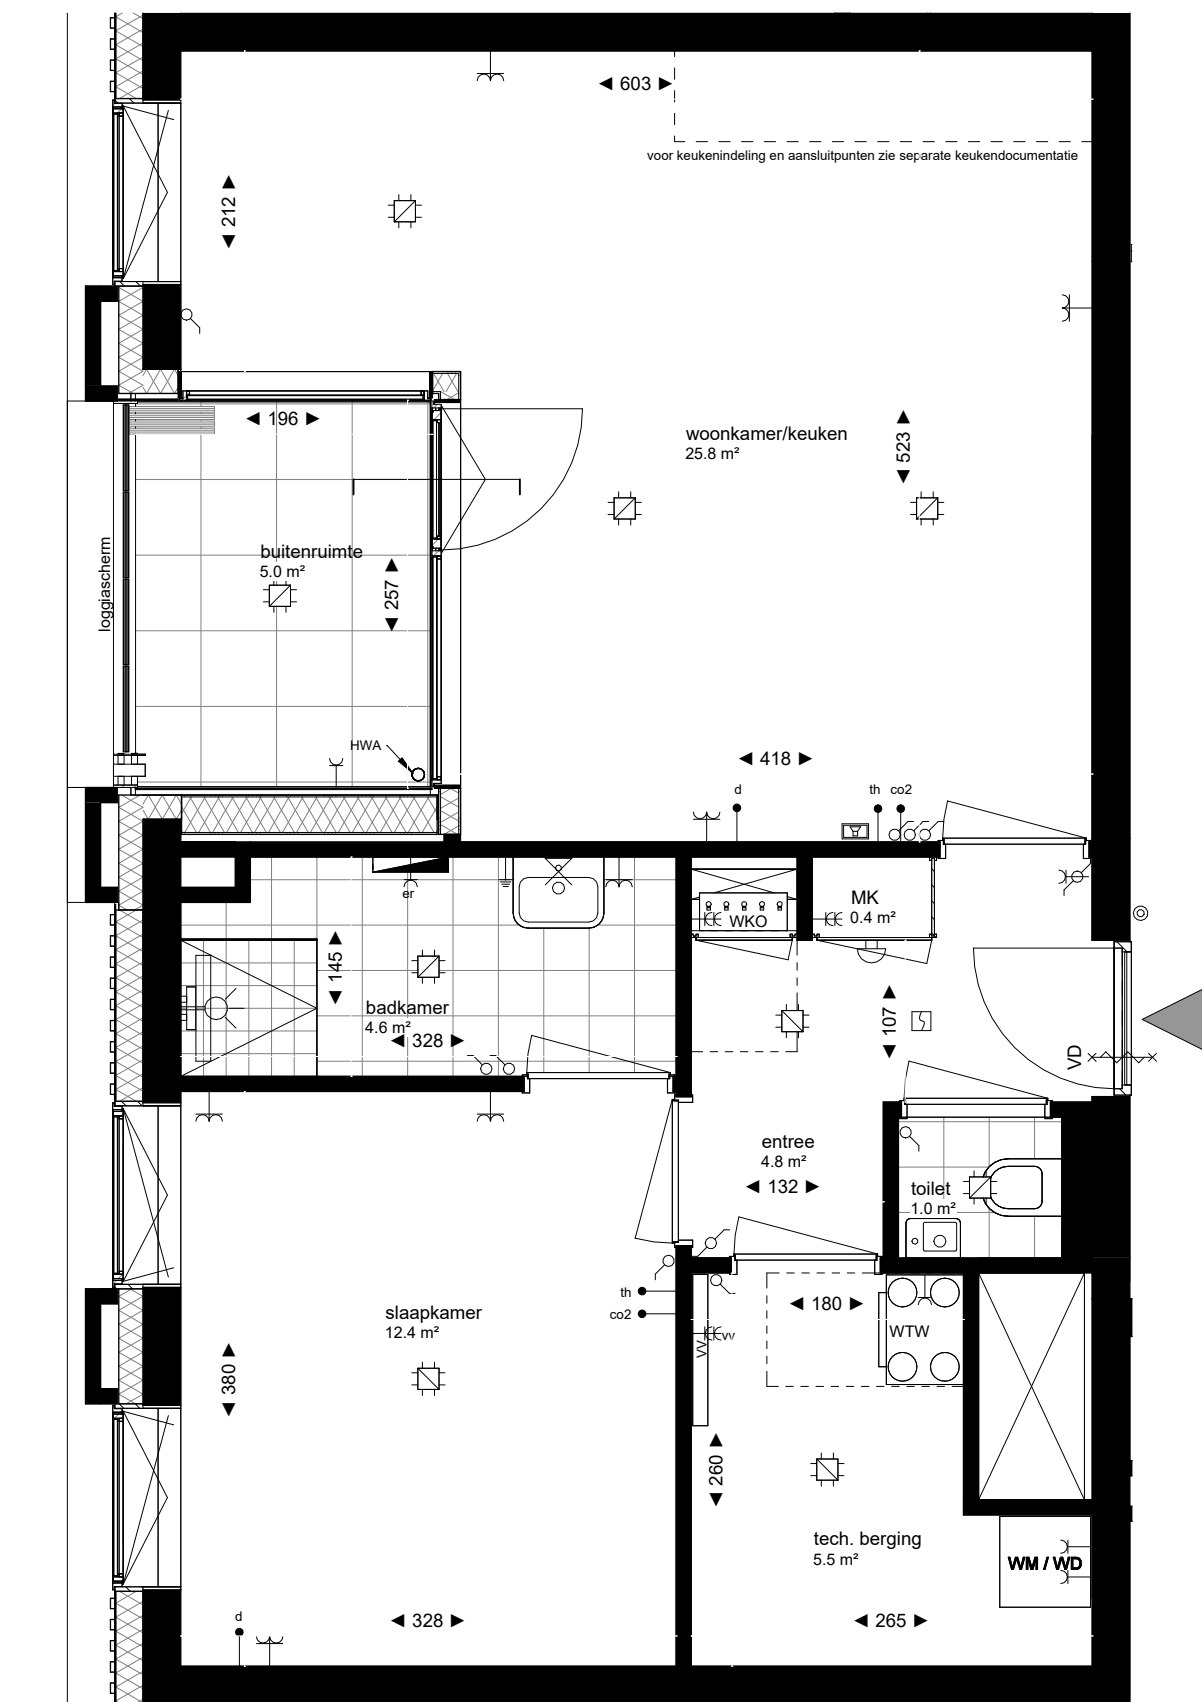 603
voor keukenindeling en aansluitpunten zie separate keukendocumentatie
212
196
woonkamer/keuken
25.8 m²
523
buitenruimte
5.0 m²
257
loggiascherm
HWA
418
d
th
co2
er
MK
0.4 m²
WKO
145
badkamer
4.6 m²
328
107
VD
entree
4.8 m²
132
toilet
1.0 m²
th
co2
slaapkamer
12.4 m²
180
WTW
VV
vv
380
260
tech. berging
5.5 m²
WM / WD
d
328
265